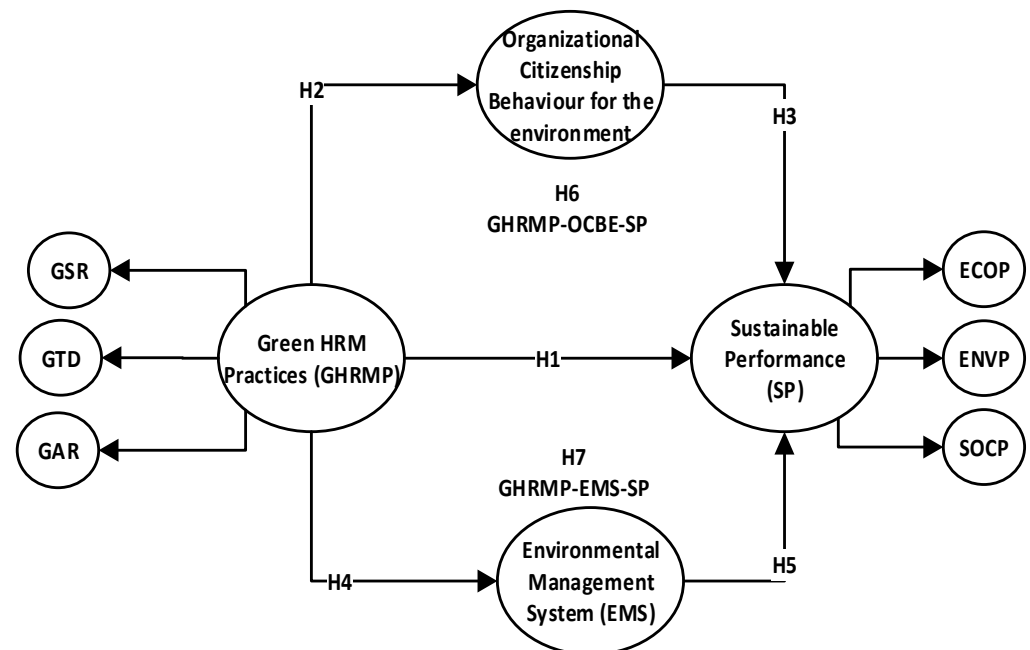 Organizational
Citizenship
Behaviour for the
environment
H2
H3
H6
GHRMP-OCBE-SP
GSR
GTD
GAR
Green HRM
Practices (GHRMP)
H1
Sustainable
Performance
(SP)
ECOP
ENVP
SOCP
H7
GHRMP-EMS-SP
Environmental
Management
System (EMS)
H4
H5